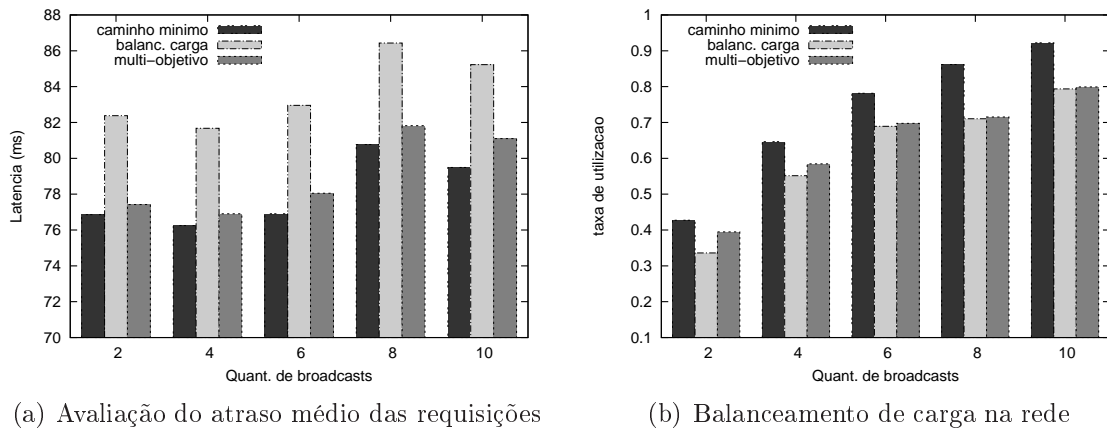 88
86
84
82
80
78
76
74
72
70
Latencia (ms)
caminho minimo
balanc. carga
multi-objetivo
2 4 6 8 10
Quant. de broadcasts
(a) Avaliação do atraso médio das requisições
1
0.9
0.8
0.7
0.6
0.5
0.4
0.3
0.2
0.1
taxa de utilizacao
caminho minimo
balanc. carga
multi-objetivo
2 4 6 8 10
Quant. de broadcasts
(b) Balanceamento de carga na rede